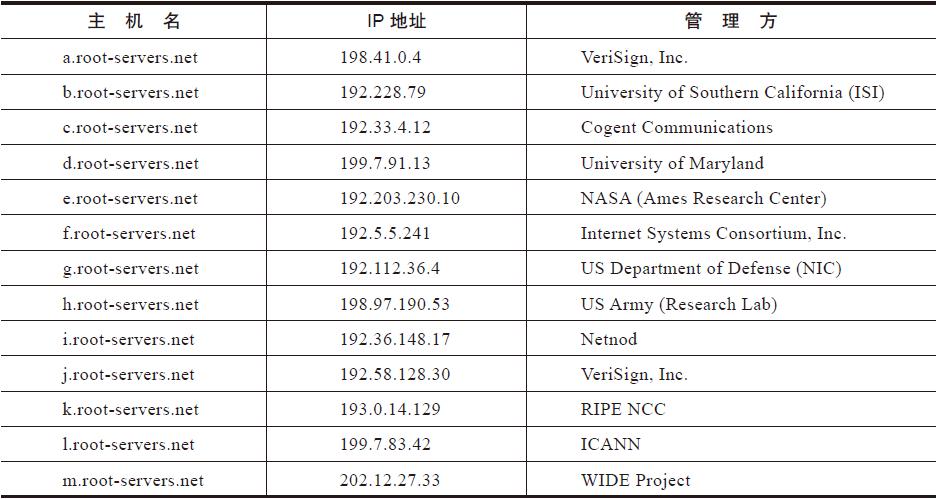 主 机 名 IP 地址 管 理 方
a.root-servers.net 198.41.0.4 VeriSign, Inc.
b.root-servers.net 192.228.79 University of Southern California (ISI)
c.root-servers.net 192.33.4.12 Cogent Communications
d.root-servers.net 199.7.91.13 University of Maryland
e.root-servers.net 192.203.230.10 NASA (Ames Research Center)
f.root-servers.net 192.5.5.241 Internet Systems Consortium, Inc.
g.root-servers.net 192.112.36.4 US Department of Defense (NIC)
h.root-servers.net 198.97.190.53 US Army (Research Lab)
i.root-servers.net 192.36.148.17 Netnod
j.root-servers.net 192.58.128.30 VeriSign, Inc.
k.root-servers.net 193.0.14.129 RIPE NCC
l.root-servers.net 199.7.83.42 ICANN
m.root-servers.net 202.12.27.33 WIDE Project